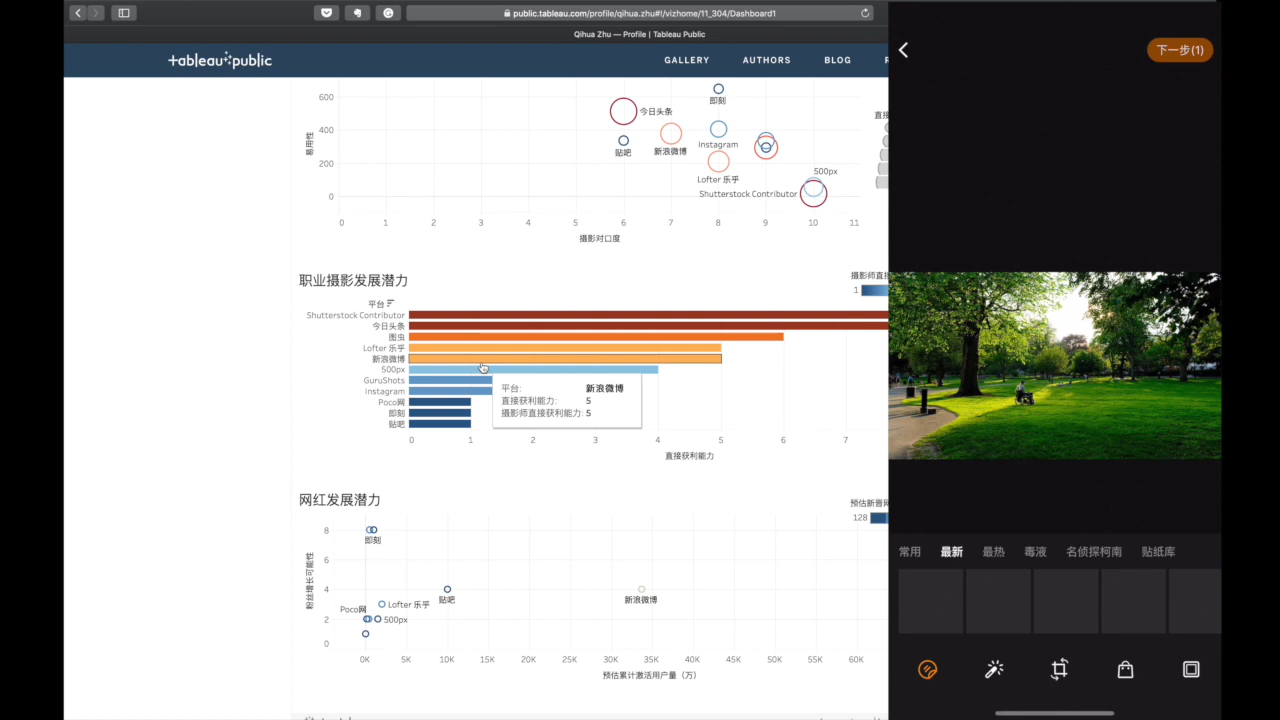 public.tableau.com/profile/qihua.zhu#!/vizhome/11_304/Dashboard1
Qihua Zhu — Profile | Tableau Public
+ableau+public
GALLERY AUTHORS BLOG
下一步(1)
600
400
200
0
易用性
即刻
今日头条
贴吧
新浪微博
Instagram
Lofter 乐乎
500px
Shutterstock Contributor
直接
0 1 2 3 4 5 6 7 8 9 10 11
摄影对口度
职业摄影发展潜力
摄影师直接
1
平台
Shutterstock Contributor
今日头条
图虫
Lofter 乐乎
新浪微博
500px
GuruShots
Instagram
Poco网
即刻
贴吧
平台: 新浪微博
直接获利能力: 5
摄影师直接获利能力: 5
0 1 2 3 4 5 6 7
直接获利能力
网红发展潜力
预估新晋网
128
8
6
4
2
0
粉丝增长可能性
即刻
贴吧
新浪微博
Poco网
Lofter 乐乎
500px
0K 5K 10K 15K 20K 25K 30K 35K 40K 45K 50K 55K 60K
预估累计激活用户量（万）
常用 最新 最热 毒液 名侦探柯南 贴纸库